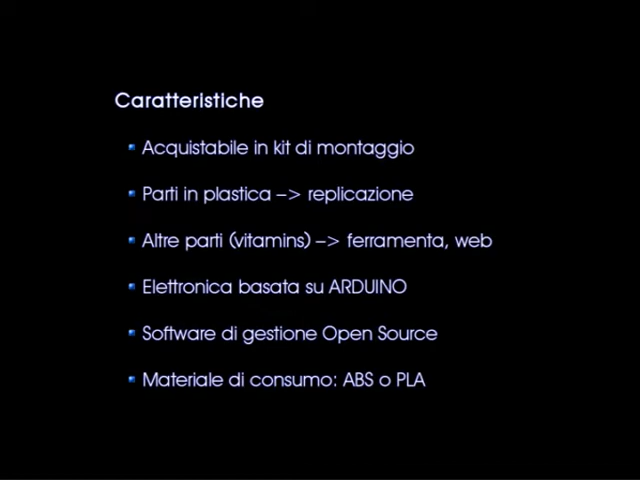 Caratteristiche
Acquistabile in kit di montaggio
Parti in plastica –> replicazione
Altre parti (vitamins) –> ferramenta, web
Elettronica basata su ARDUINO
Software di gestione Open Source
Materiale di consumo: ABS o PLA